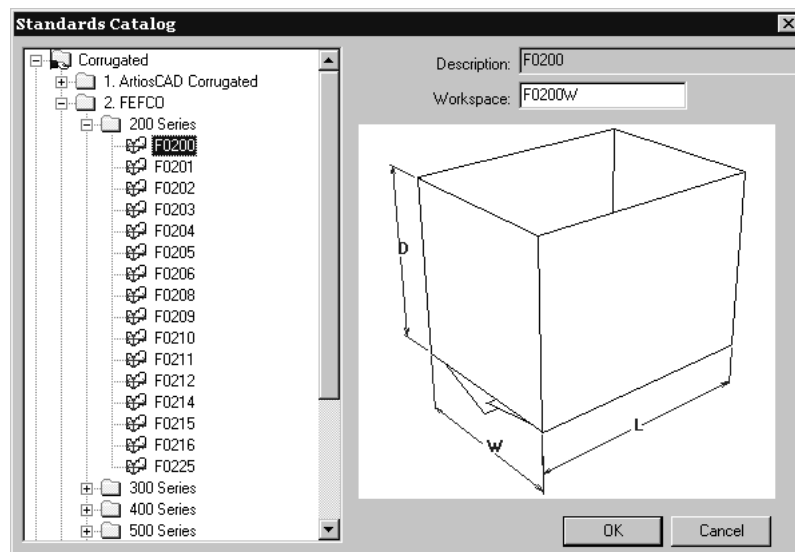 Standards Catalog
Corrugated
1. ArtiosCAD Corrugated
2. FEFCO
200 Series
F0200
F0201
F0202
F0203
F0204
F0205
F0206
F0208
F0209
F0210
F0211
F0212
F0214
F0215
F0216
F0225
300 Series
400 Series
500 Series
Description: F0200
Workspace: F0200W
D
W
L
OK
Cancel